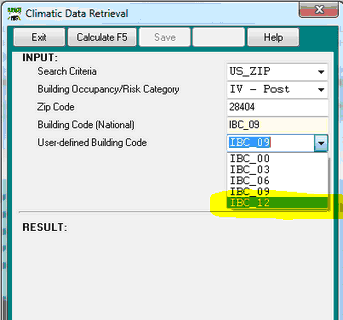 Climatic Data Retrieval
Exit Calculate F5 Save Help
INPUT:
Search Criteria US_ZIP
Building Occupancy/Risk Category IV - Post
Zip Code 28404
Building Code (National) IBC_09
User-defined Building Code IBC_09
IBC_00
IBC_03
IBC_06
IBC_09
IBC_12
RESULT: